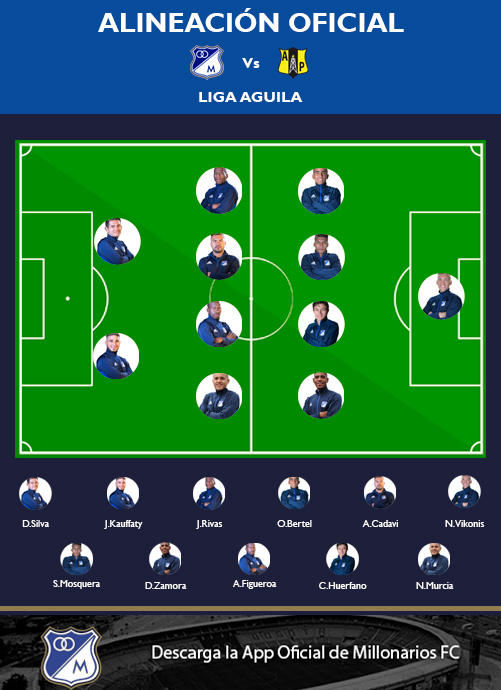 ALINEACIÓN OFICIAL
M
Vs
A P
LIGA AGUILA
D.Silva
J.Kauffaty
J.Rivas
O.Bertel
A.Cadavi
N.Vikonis
S.Mosquera
D.Zamora
A.Figueroa
C.Huerfano
N.Murcia
M
Descarga la App Oficial de Millonarios FC